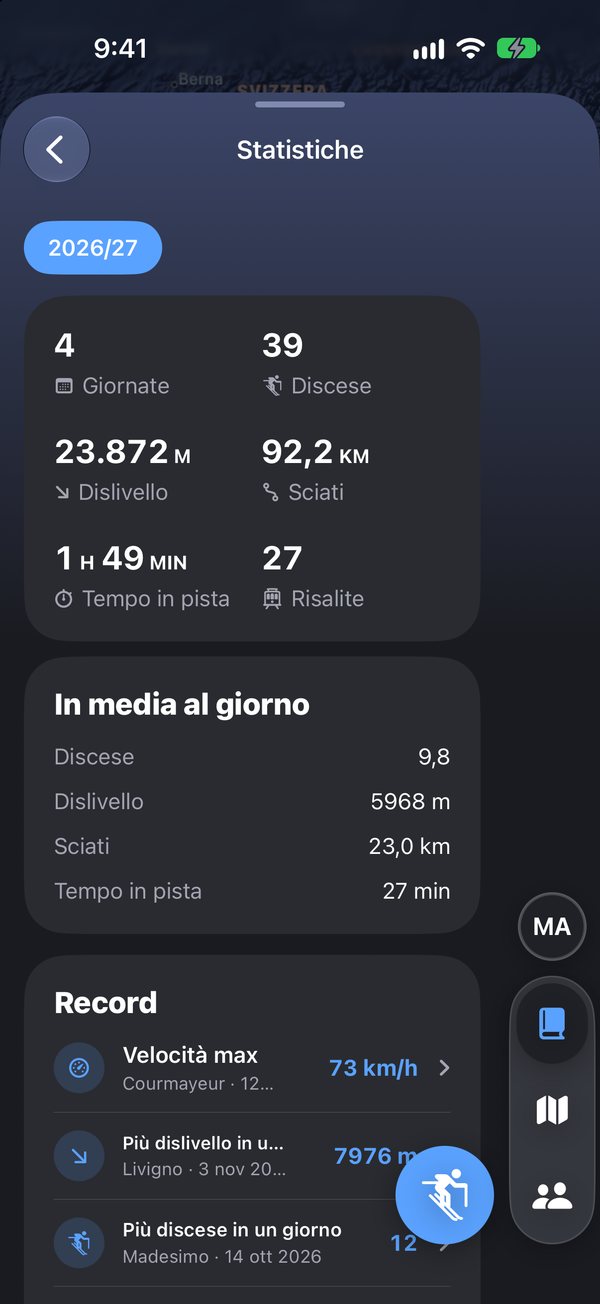 9:41
Berna
SVIZZERA
Statistiche
2026/27
4
Giornate
39
Discese
23.872 M
Dislivello
92,2 KM
Sciati
1 H 49 MIN
Tempo in pista
27
Risalite
In media al giorno
Discese 9,8
Dislivello 5968 m
Sciati 23,0 km
Tempo in pista 27 min
MA
Record
Velocità max
Courmayeur · 12...
73 km/h
Più dislivello in u...
Livigno · 3 nov 20...
7976 m
Più discese in un giorno
Madesimo · 14 ott 2026
12